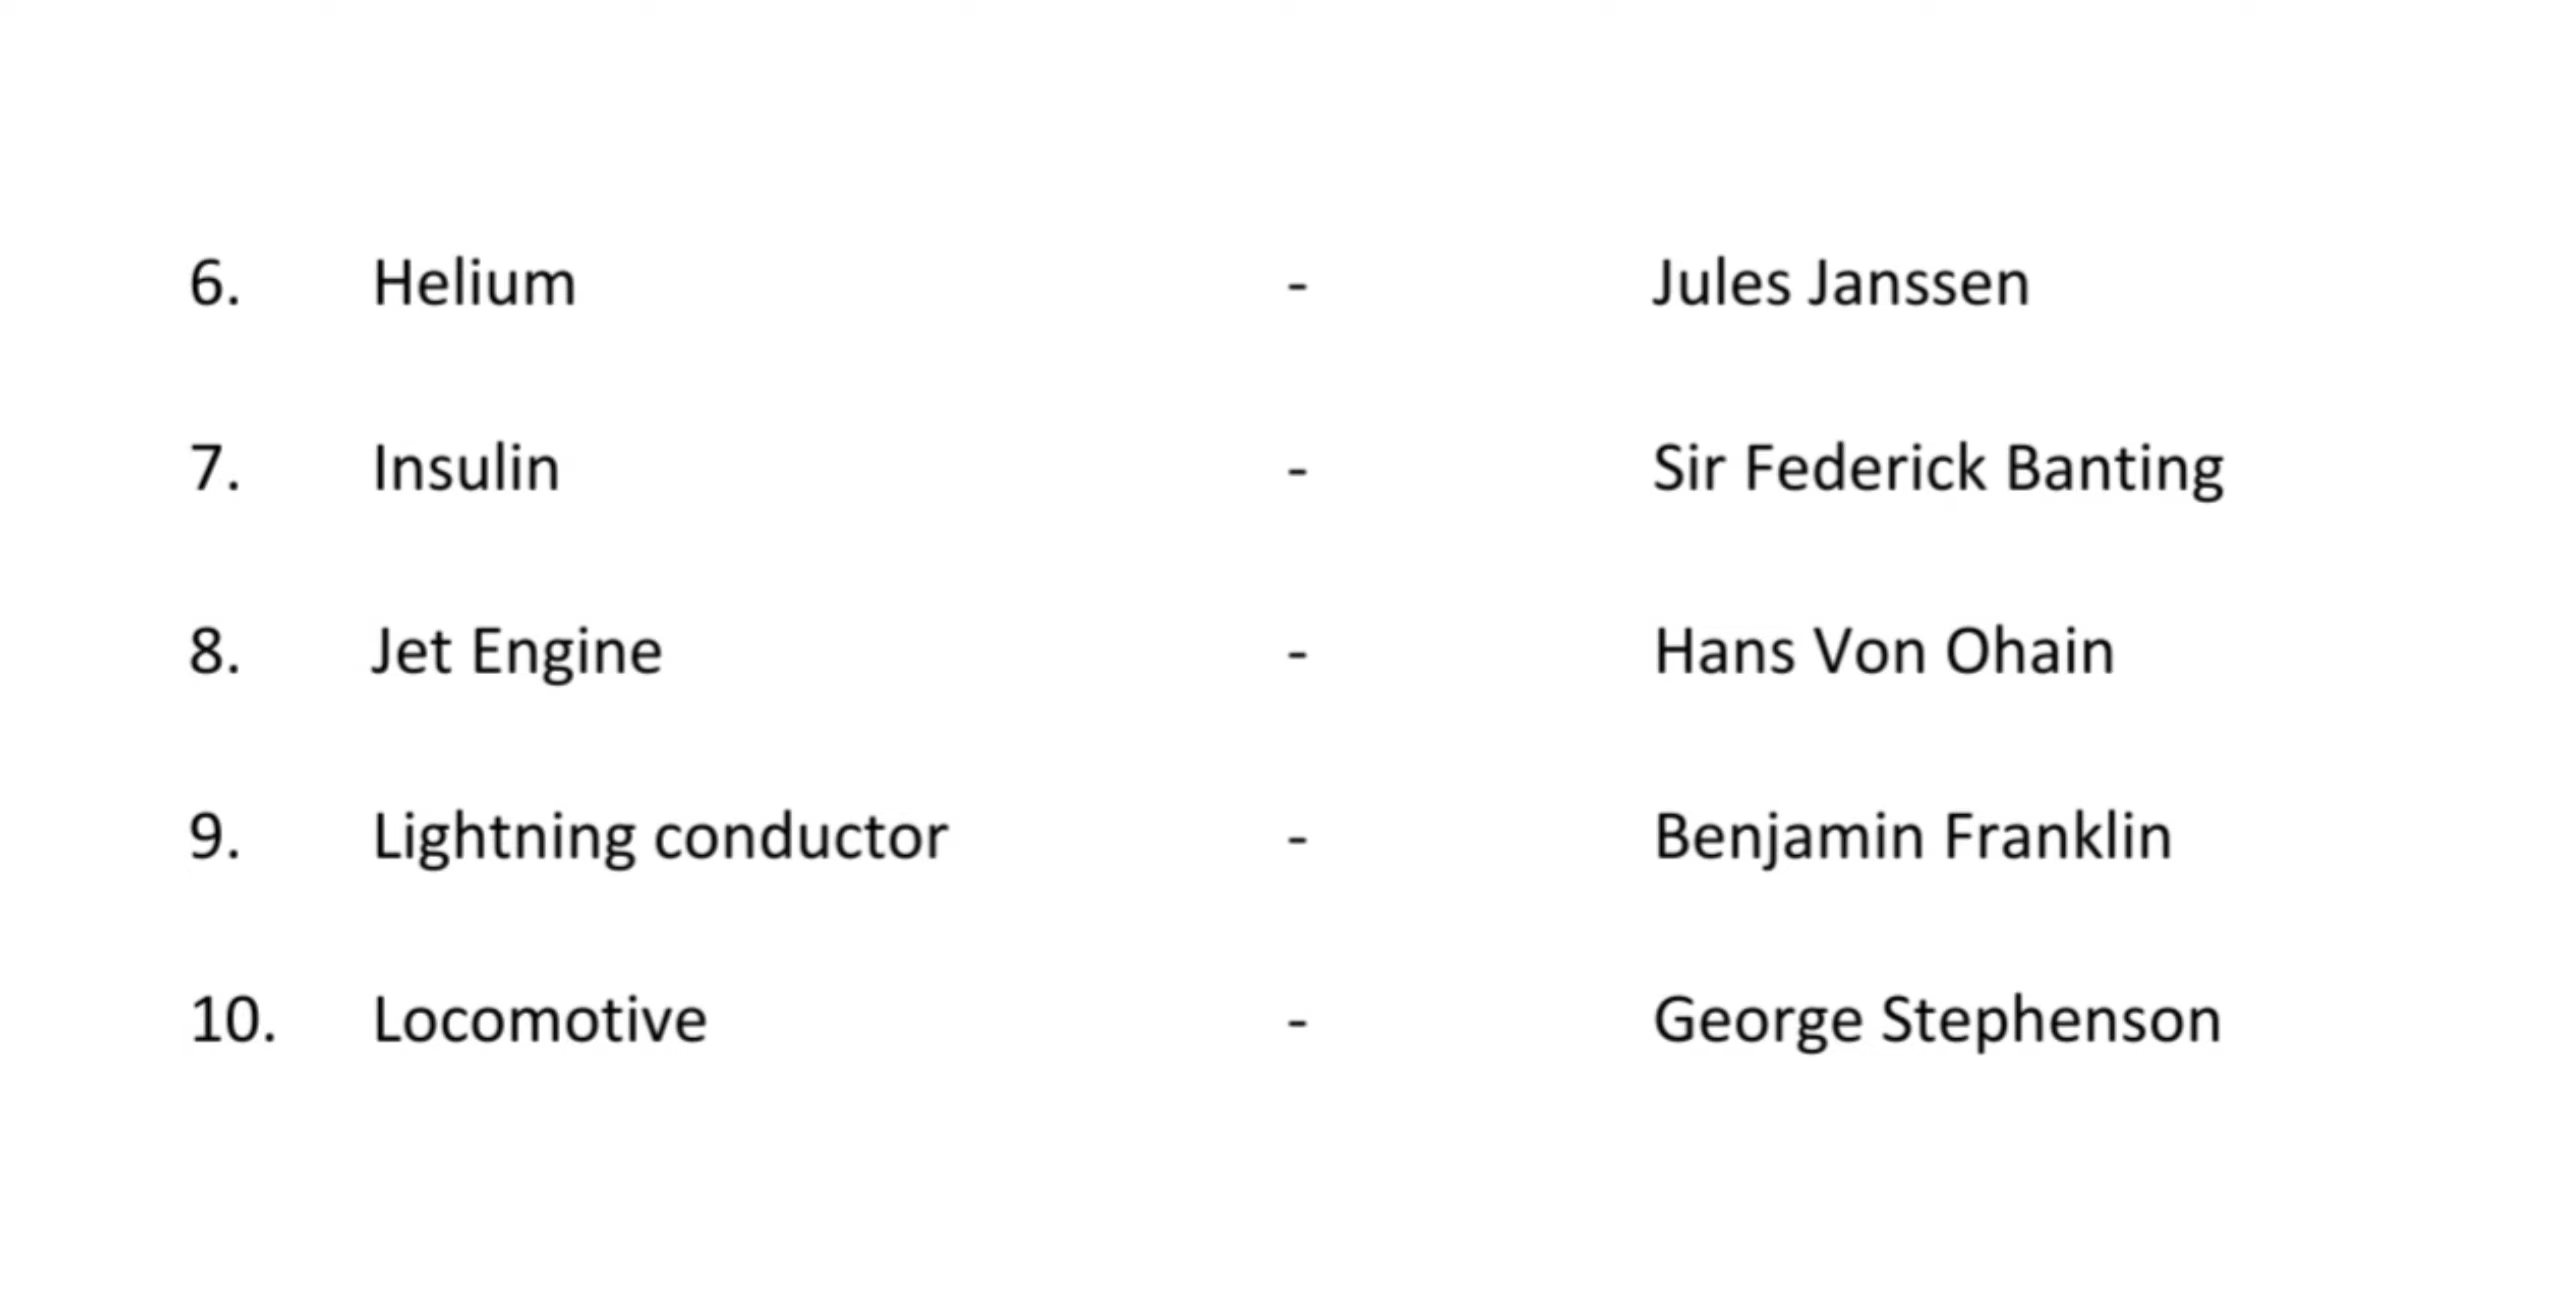 6. Helium - Jules Janssen
7. Insulin - Sir Federick Banting
8. Jet Engine - Hans Von Ohain
9. Lightning conductor - Benjamin Franklin
10. Locomotive - George Stephenson